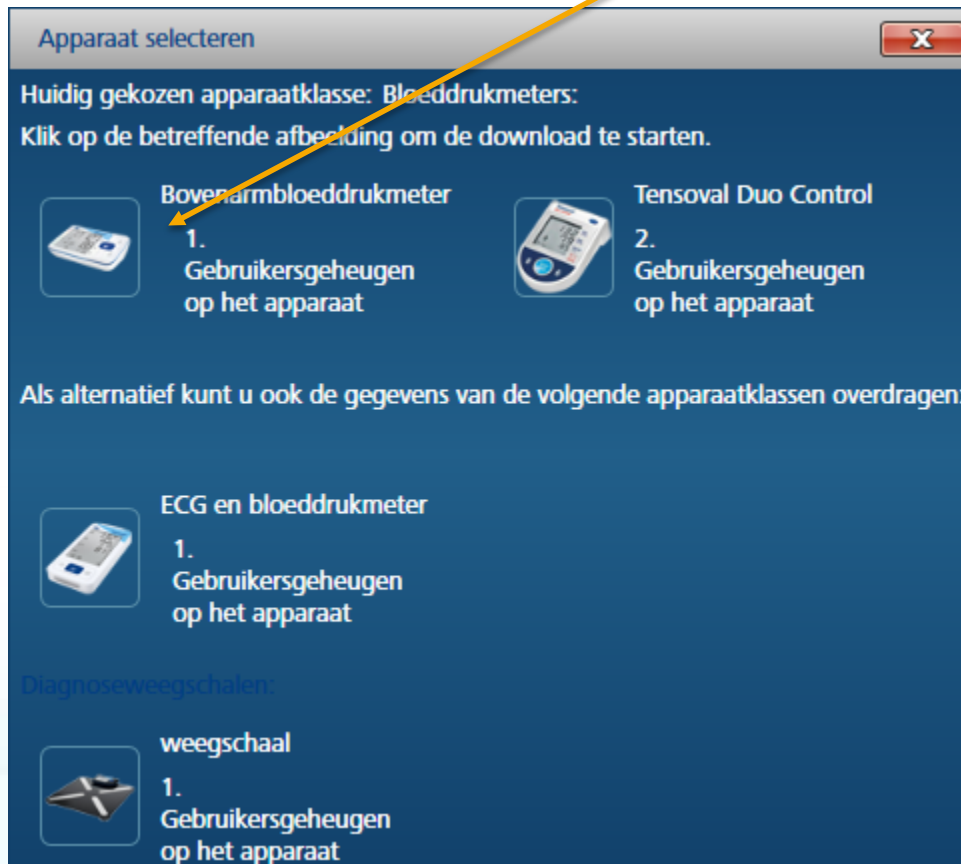 Apparaat selecteren
Huidig gekozen apparaatklasse: Bloeddrukmeters:
Klik op de betreffende afbeelding om de download te starten.
Bovenarmbloeddrukmeter
1.
Gebruikersgeheugen
op het apparaat
Tensoval Duo Control
2.
Gebruikersgeheugen
op het apparaat
Als alternatief kunt u ook de gegevens van de volgende apparaatklassen overdragen:
ECG en bloeddrukmeter
1.
Gebruikersgeheugen
op het apparaat
Diagnoseweegschalen:
weegschaal
1.
Gebruikersgeheugen
op het apparaat